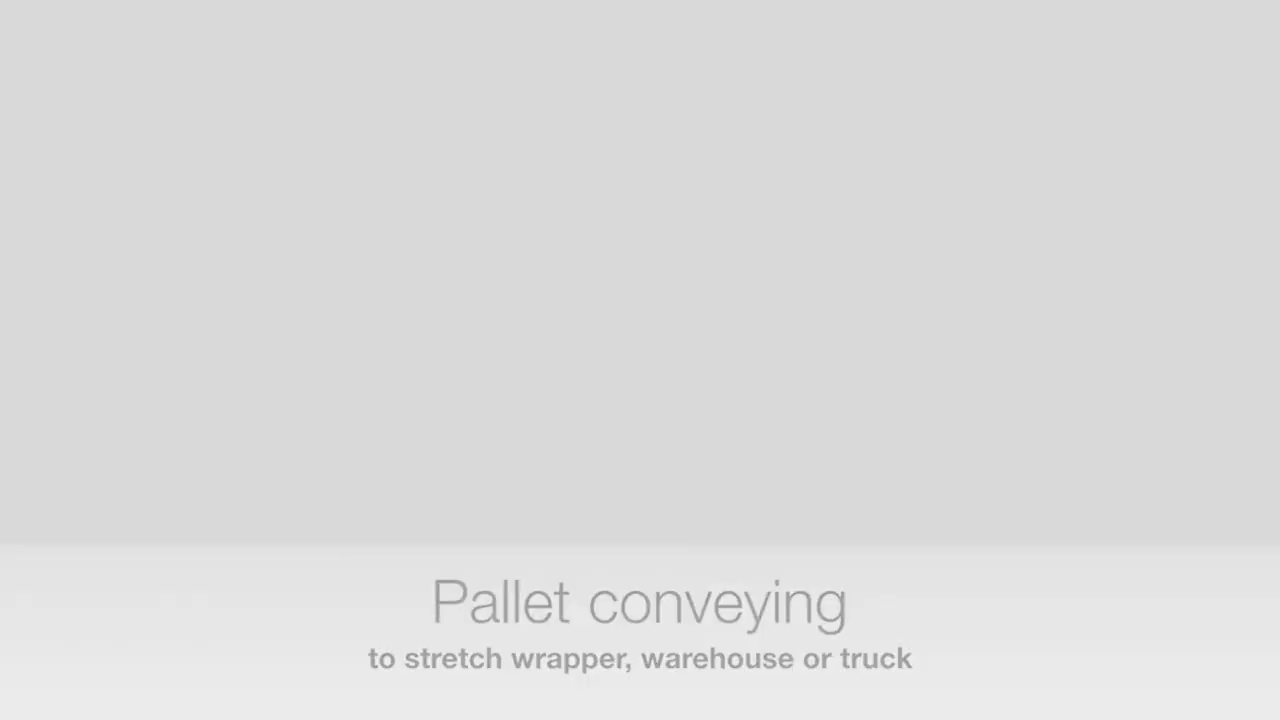 Pallet conveying
to stretch wrapper, warehouse or truck